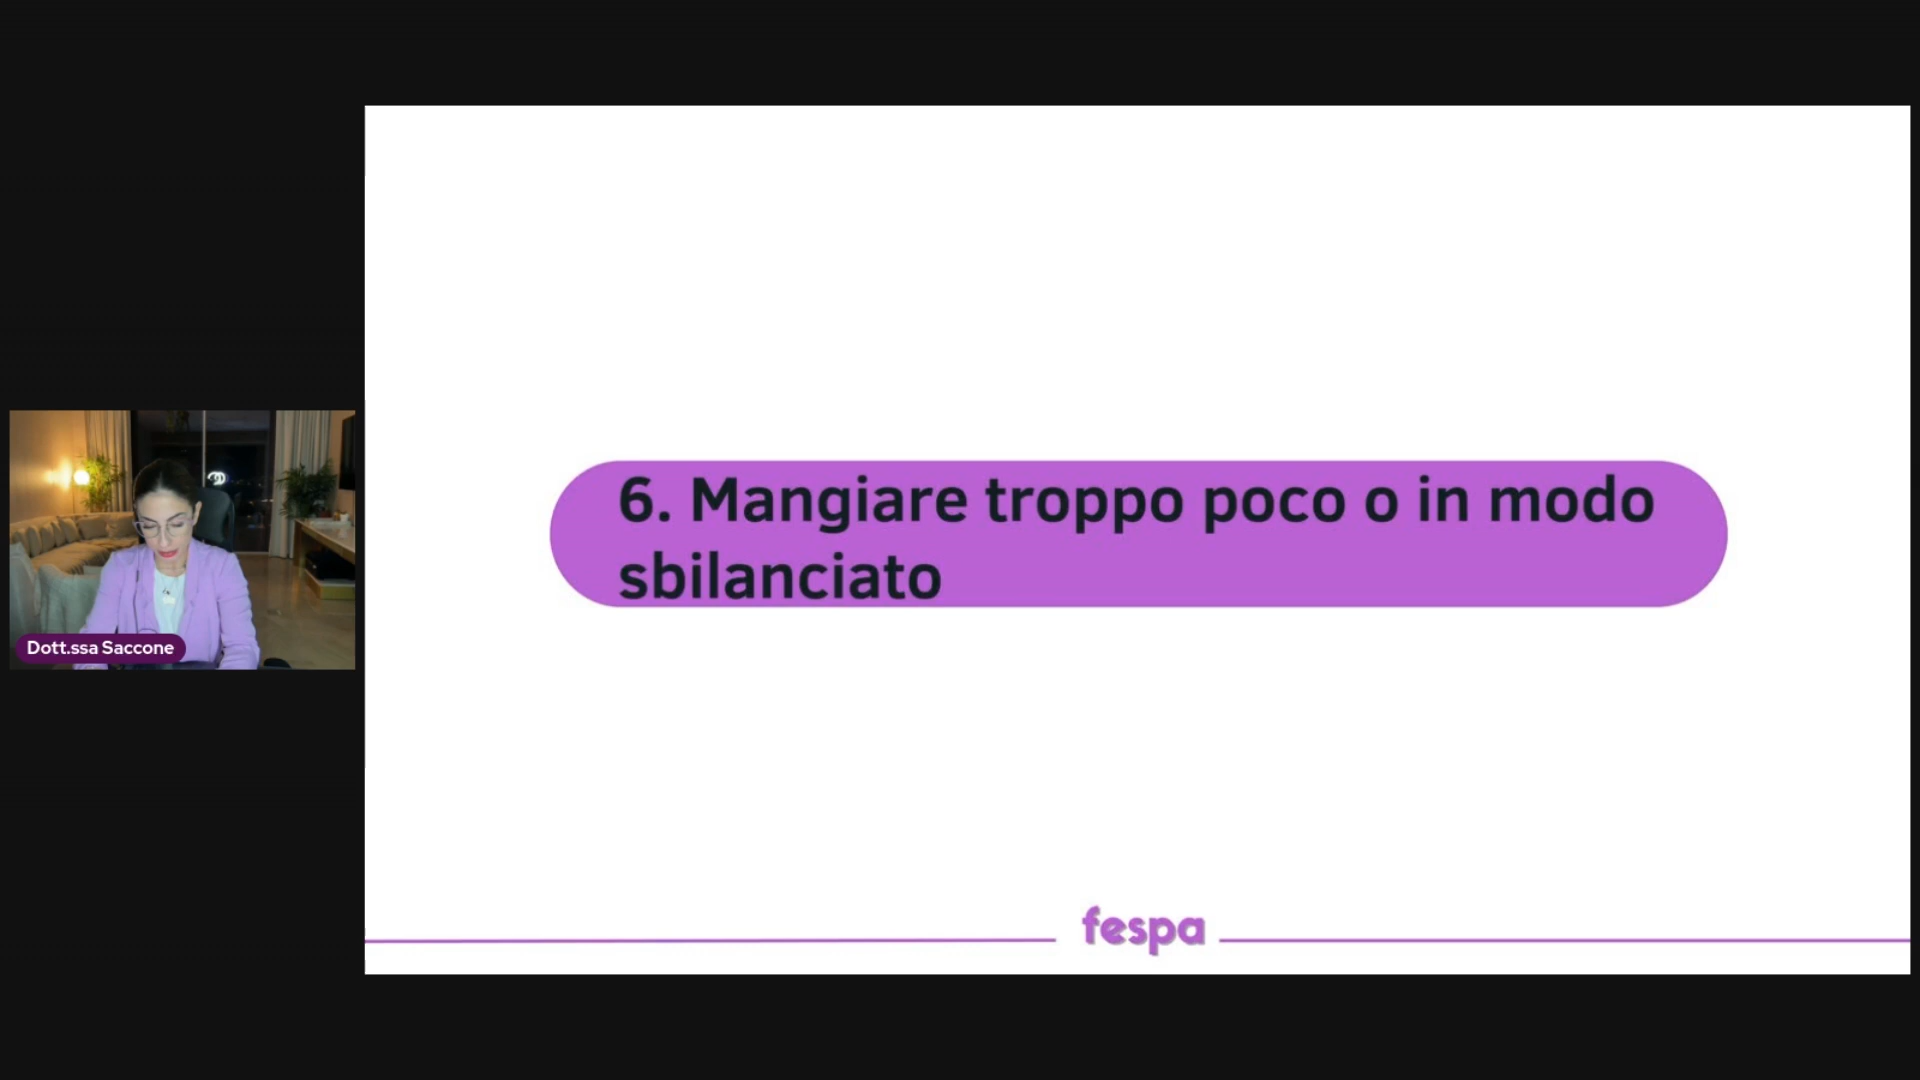 6. Mangiare troppo poco o in modo
sbilanciato
Dott.ssa Saccone
fespa